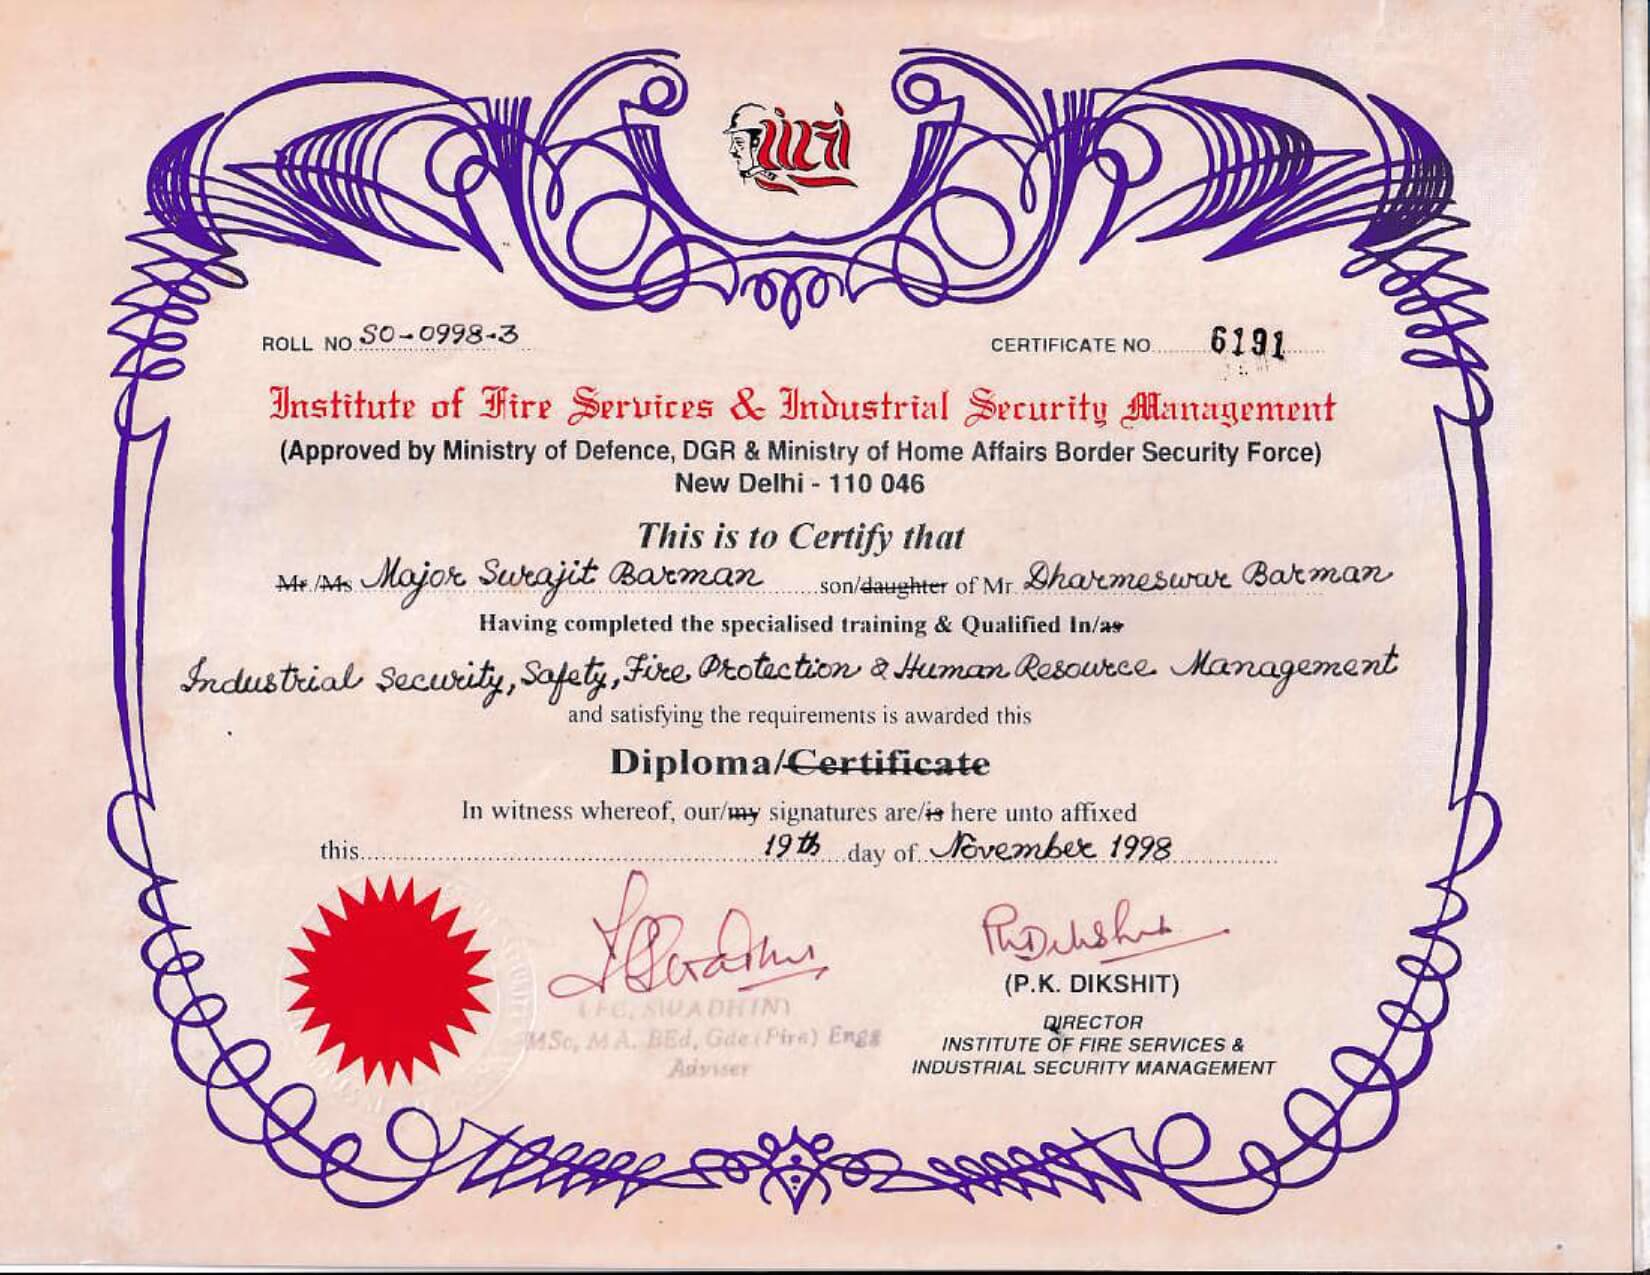 ROLL NO. SO-0998-3
CERTIFICATE NO. 6191
Institute of Fire Services & Industrial Security Management
(Approved by Ministry of Defence, DGR & Ministry of Home Affairs Border Security Force)
New Delhi - 110 046
This is to Certify that
Mr./Ms Major Surajit Barman son/daughter of Mr. Dharmeswar Barman
Having completed the specialised training & Qualified In/as
Industrial Security, Safety, Fire Protection & Human Resource Management
and satisfying the requirements is awarded this
Diploma/Certificate
In witness whereof, our/my signatures are/is here unto affixed
this 19th day of November 1998
SWADHIN)
MSc, M A. BEd, Gde (Fire) Engg
Adviser
(P.K. DIKSHIT)
DIRECTOR
INSTITUTE OF FIRE SERVICES &
INDUSTRIAL SECURITY MANAGEMENT